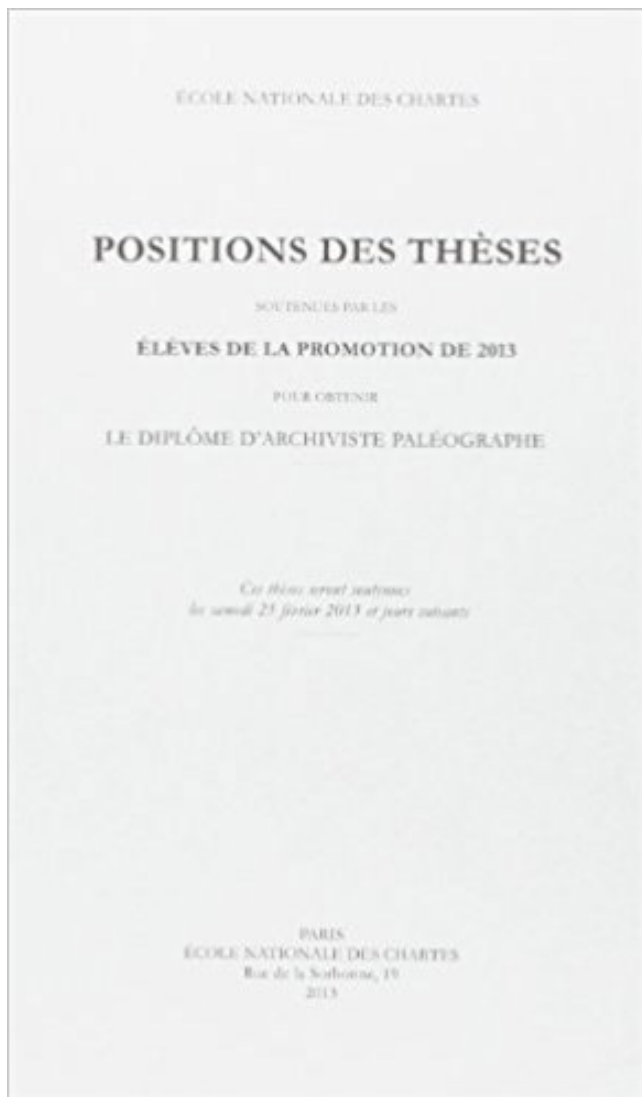 ÉCOLE NATIONALE DES CHARTES
POSITIONS DES THÈSES
SOUTENUES PAR LES
ÉLÈVES DE LA PROMOTION DE 2013
POUR OBTENIR
LE DIPLÔME D'ARCHIVISTE PALÉOGRAPHE
Ces thèses seront soutenues
les samedi février 2013 et jours suivants
PARIS
ÉCOLE NATIONALE DES CHARTES
Rue de la Sorbonne, 19
2013